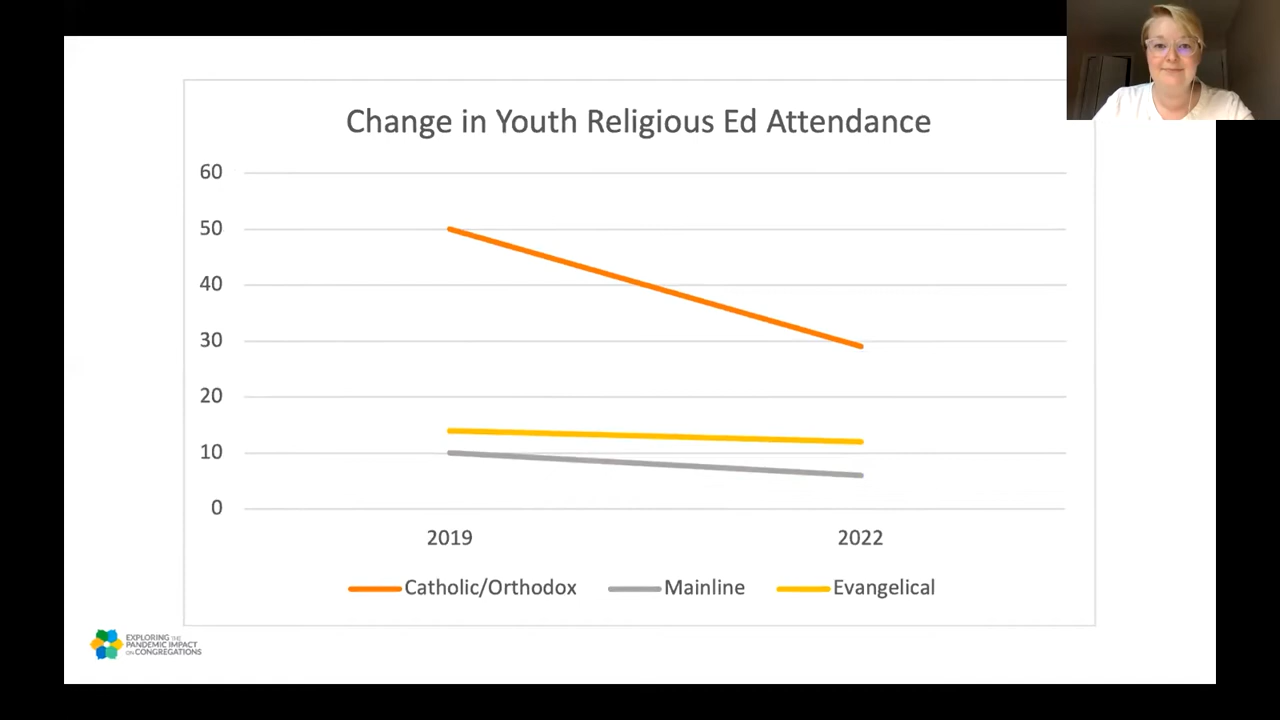 Change in Youth Religious Ed Attendance
60
50
40
30
20
10
0
2019 2022
Catholic/Orthodox Mainline Evangelical
EXPLORING THE
PANDEMIC IMPACT
ON CONGREGATIONS